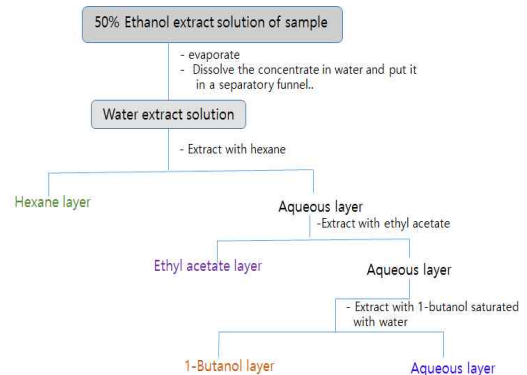 50% Ethanol extract solution of sample
- evaporate
- Dissolve the concentrate in water and put it
in a separatory funnel..
Water extract solution
- Extract with hexane
Hexane layer
Aqueous layer
-Extract with ethyl acetate
Ethyl acetate layer
Aqueous layer
- Extract with 1-butanol saturated
with water
1-Butanol layer
Aqueous layer